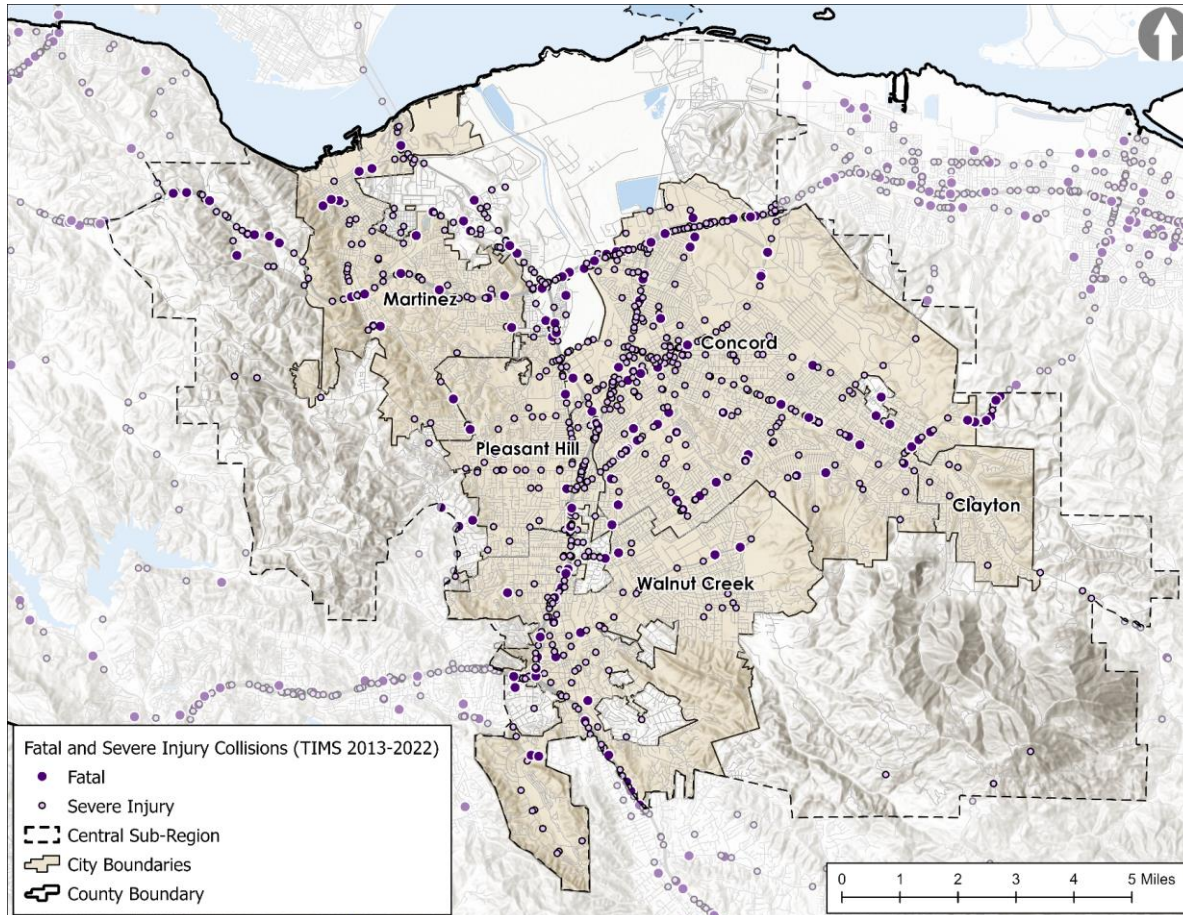 Martinez
Concord
Pleasant Hill
Clayton
Walnut Creek
Fatal and Severe Injury Collisions (TIMS 2013-2022)
Fatal
Severe Injury
Central Sub-Region
City Boundaries
County Boundary
0 1 2 3 4 5 Miles